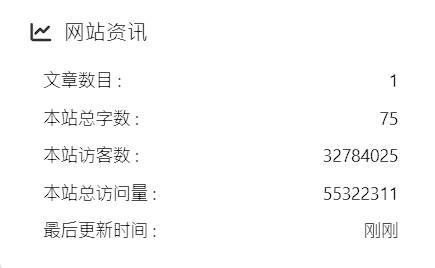 网站资讯
文章数目 : 1
本站总字数 : 75
本站访客数 : 32784025
本站总访问量 : 55322311
最后更新时间 : 刚刚